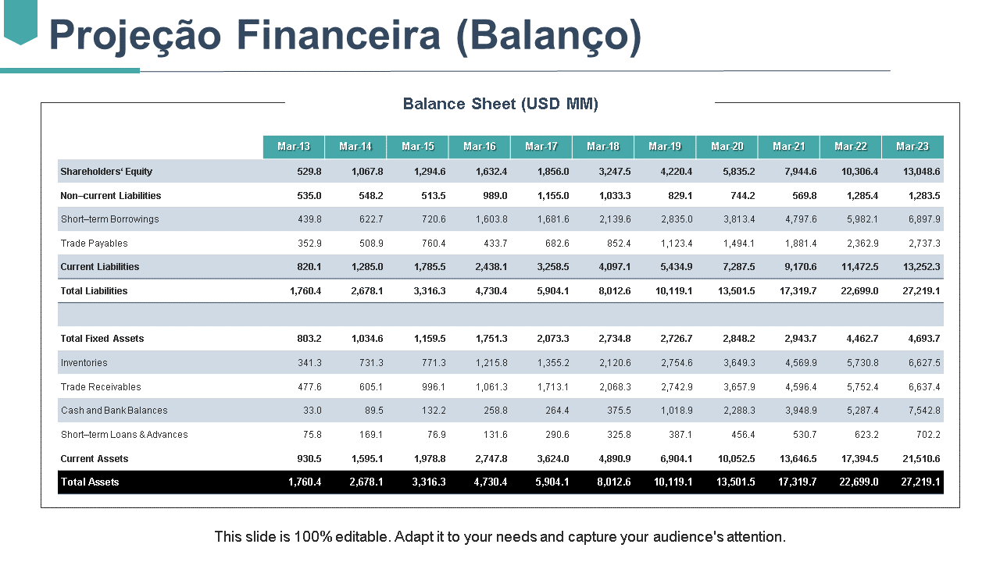 Projeção Financeira (Balanço)
Balance Sheet (USD MM)
Mar-13 Mar-14 Mar-15 Mar-16 Mar-17 Mar-18 Mar-19 Mar-20 Mar-21 Mar-22 Mar-23
Shareholders‘ Equity 529.8 1,067.8 1,294.6 1,632.4 1,856.0 3,247.5 4,220.4 5,835.2 7,944.6 10,306.4 13,048.6
Non–current Liabilities 535.0 548.2 513.5 989.0 1,155.0 1,033.3 829.1 744.2 569.8 1,285.4 1,283.5
Short–term Borrowings 439.8 622.7 720.6 1,603.8 1,681.6 2,139.6 2,835.0 3,813.4 4,797.6 5,982.1 6,897.9
Trade Payables 352.9 508.9 760.4 433.7 682.6 852.4 1,123.4 1,494.1 1,881.4 2,362.9 2,737.3
Current Liabilities 820.1 1,285.0 1,785.5 2,438.1 3,258.5 4,097.1 5,434.9 7,287.5 9,170.6 11,472.5 13,252.3
Total Liabilities 1,760.4 2,678.1 3,316.3 4,730.4 5,904.1 8,012.6 10,119.1 13,501.5 17,319.7 22,699.0 27,219.1
Total Fixed Assets 803.2 1,034.6 1,159.5 1,751.3 2,073.3 2,734.8 2,726.7 2,848.2 2,943.7 4,462.7 4,693.7
Inventories 341.3 731.3 771.3 1,215.8 1,355.2 2,120.6 2,754.6 3,649.3 4,569.9 5,730.8 6,627.5
Trade Receivables 477.6 605.1 996.1 1,061.3 1,713.1 2,068.3 2,742.9 3,657.9 4,596.4 5,752.4 6,637.4
Cash and Bank Balances 33.0 89.5 132.2 258.8 264.4 375.5 1,018.9 2,288.3 3,948.9 5,287.4 7,542.8
Short–term Loans & Advances 75.8 169.1 76.9 131.6 290.6 325.8 387.1 456.4 530.7 623.2 702.2
Current Assets 930.5 1,595.1 1,978.8 2,747.8 3,624.0 4,890.9 6,904.1 10,052.5 13,646.5 17,394.5 21,510.6
Total Assets 1,760.4 2,678.1 3,316.3 4,730.4 5,904.1 8,012.6 10,119.1 13,501.5 17,319.7 22,699.0 27,219.1
This slide is 100% editable. Adapt it to your needs and capture your audience's attention.